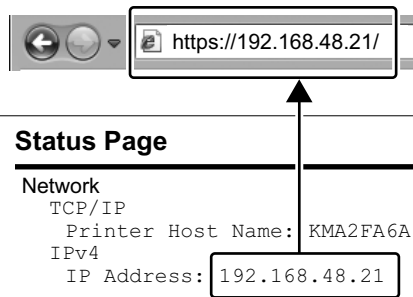 https://192.168.48.21/
Status Page
Network
TCP/IP
Printer Host Name: KMA2FA6A
IPv4
IP Address: 192.168.48.21